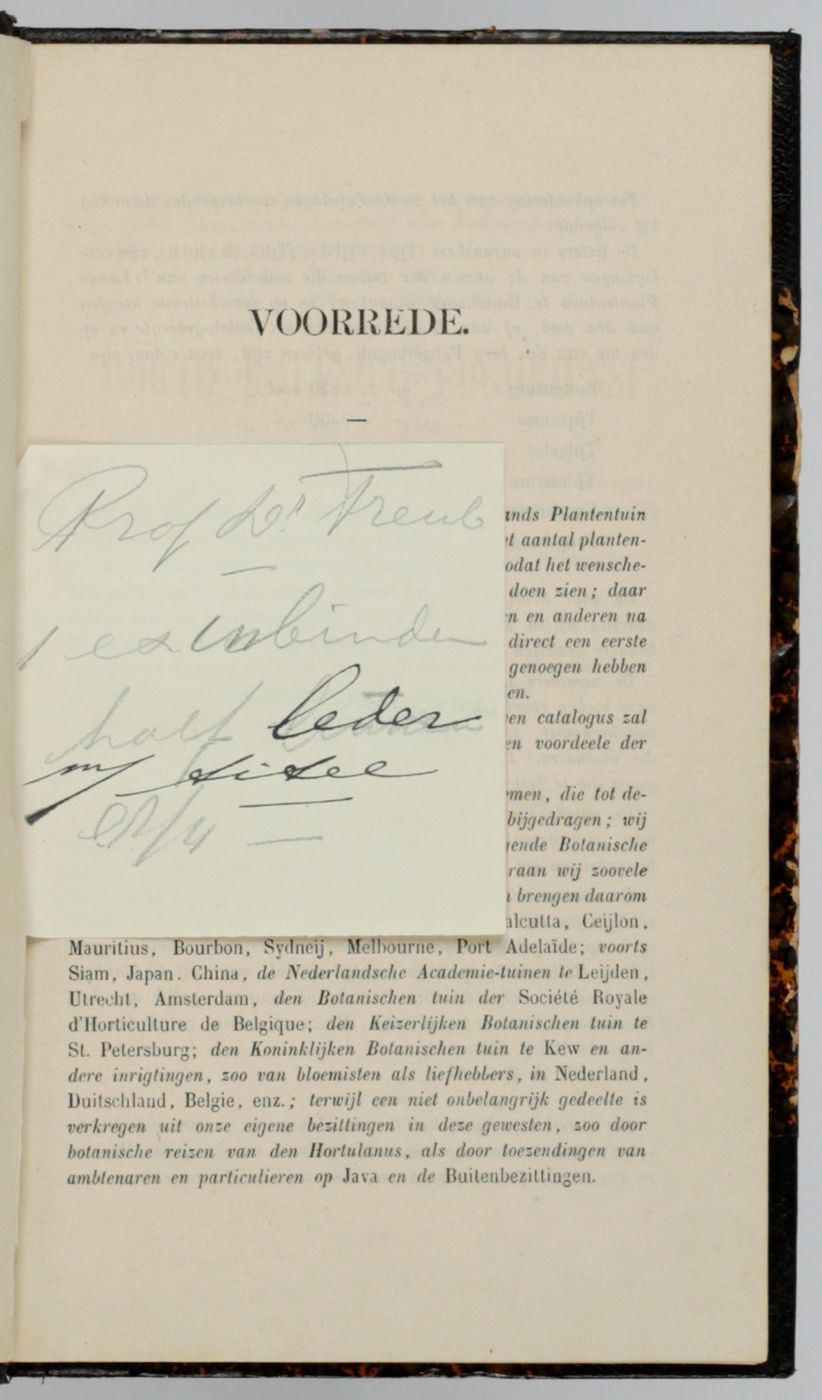 VOORREDE.
Prof Dr Treub
1 ex inbinden
half leder
m/ titel
nds Plantentuin
t aantal planten-
odat het wensche-
doen zien; daar
n en anderen na
direct een eerste
genoegen hebben
en.
en catalogus zal
en voordeele der
men, die tot de-
bijgedragen; wij
ende Botanische
raan wij zoovele
brengen daarom
alcutta, Ceijlon,
Mauritius, Bourbon, Sydneij, Melbourne, Port Adelaïde; voorts
Siam, Japan. China, de Nederlandsche Academie-tuinen te Leijden,
Utrecht, Amsterdam, den Botanischen tuin der Société Royale
d'Horticulture de Belgique; den Keizerlijken Botanischen tuin te
St. Petersburg; den Koninklijken Botanischen tuin te Kew en an-
dere inrigtingen, zoo van bloemisten als liefhebbers, in Nederland,
Duitschland, Belgie, enz.; terwijl een niet onbelangrijk gedeelte is
verkregen uit onze eigene bezittingen in deze gewesten, zoo door
botanische reizen van den Hortulanus, als door toezendingen van
ambtenaren en particulieren op Java en de Buitenbezittingen.